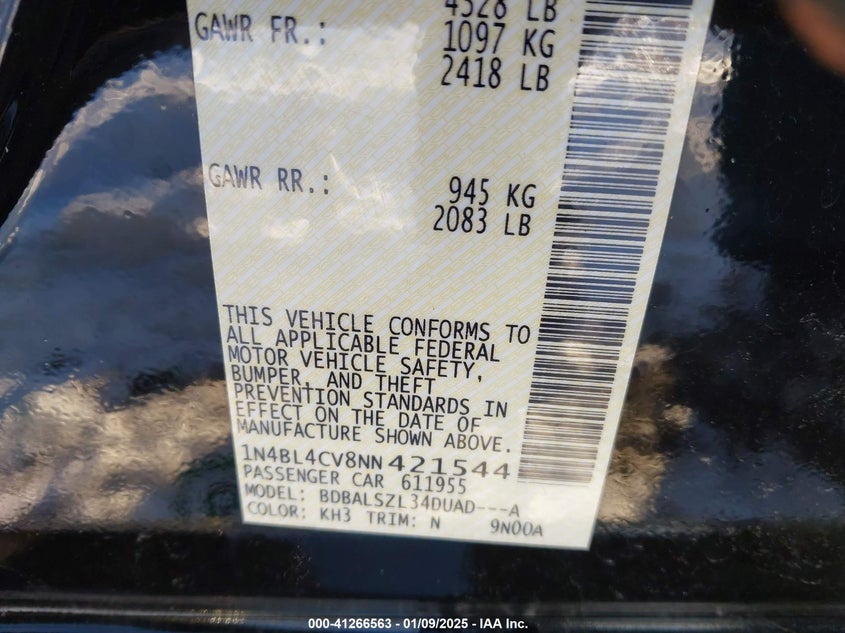 4528 LB
GAWR FR.: 1097 KG
2418 LB
GAWR RR.: 945 KG
2083 LB
THIS VEHICLE CONFORMS TO
ALL APPLICABLE FEDERAL
MOTOR VEHICLE SAFETY,
BUMPER, AND THEFT
PREVENTION STANDARDS IN
EFFECT ON THE DATE OF
MANUFACTURE SHOWN ABOVE.
1N4BL4CV8NN421544
PASSENGER CAR 611955
MODEL: BDBALSZL34DUAD---A
COLOR: KH3 TRIM: N 9N00A
000-41266563 - 01/09/2025 - IAA Inc.